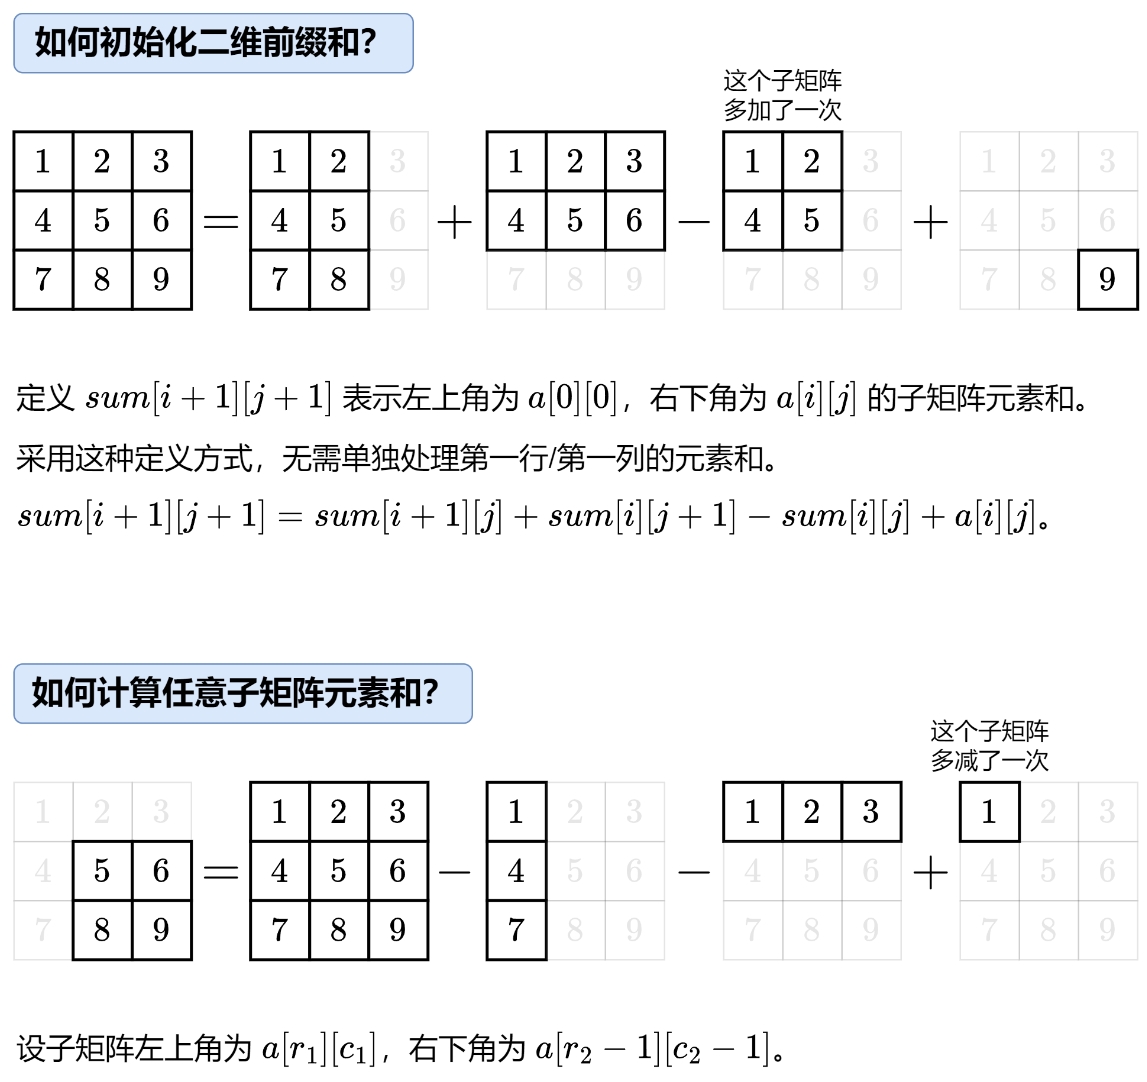 如何初始化二维前缀和?
这个子矩阵
多加了一次
1 2 3 1 2 3 1 2 3 1 2 3 1 2 3
4 5 6 = 4 5 6 + 4 5 6 − 4 5 6 + 4 5 6
7 8 9 7 8 9 7 8 9 7 8 9 7 8 9
定义 sum[i + 1][j + 1] 表示左上角为 a[0][0]，右下角为 a[i][j] 的子矩阵元素和。
采用这种定义方式，无需单独处理第一行/第一列的元素和。
sum[i + 1][j + 1] = sum[i + 1][j] + sum[i][j + 1] − sum[i][j] + a[i][j]。
如何计算任意子矩阵元素和?
这个子矩阵
多减了一次
1 2 3 1 2 3 1 2 3 1 2 3 1 2 3
4 5 6 = 4 5 6 − 4 5 6 − 4 5 6 + 4 5 6
7 8 9 7 8 9 7 8 9 7 8 9 7 8 9
设子矩阵左上角为 a[r₁][c₁]，右下角为 a[r₂ − 1][c₂ − 1]。